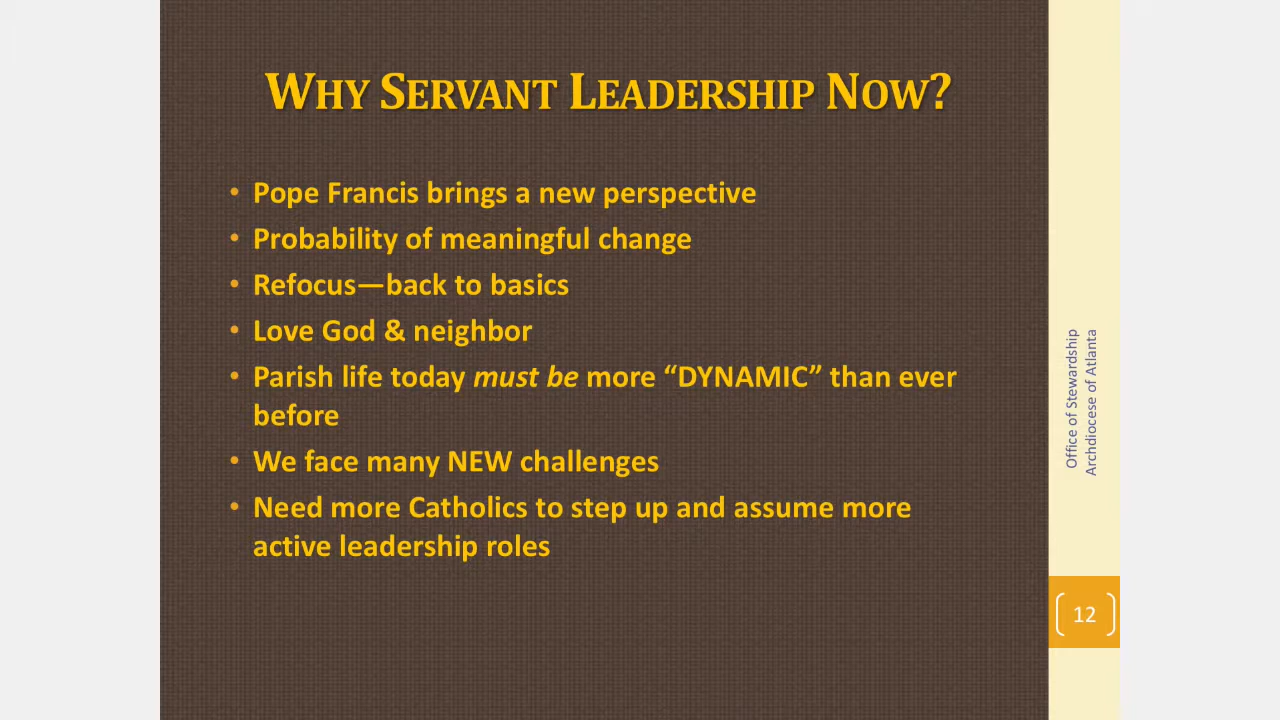 WHY SERVANT LEADERSHIP NOW?
• Pope Francis brings a new perspective
• Probability of meaningful change
• Refocus—back to basics
• Love God & neighbor
• Parish life today must be more “DYNAMIC” than ever
before
• We face many NEW challenges
• Need more Catholics to step up and assume more
active leadership roles
Office of Stewardship
Archdiocese of Atlanta
12